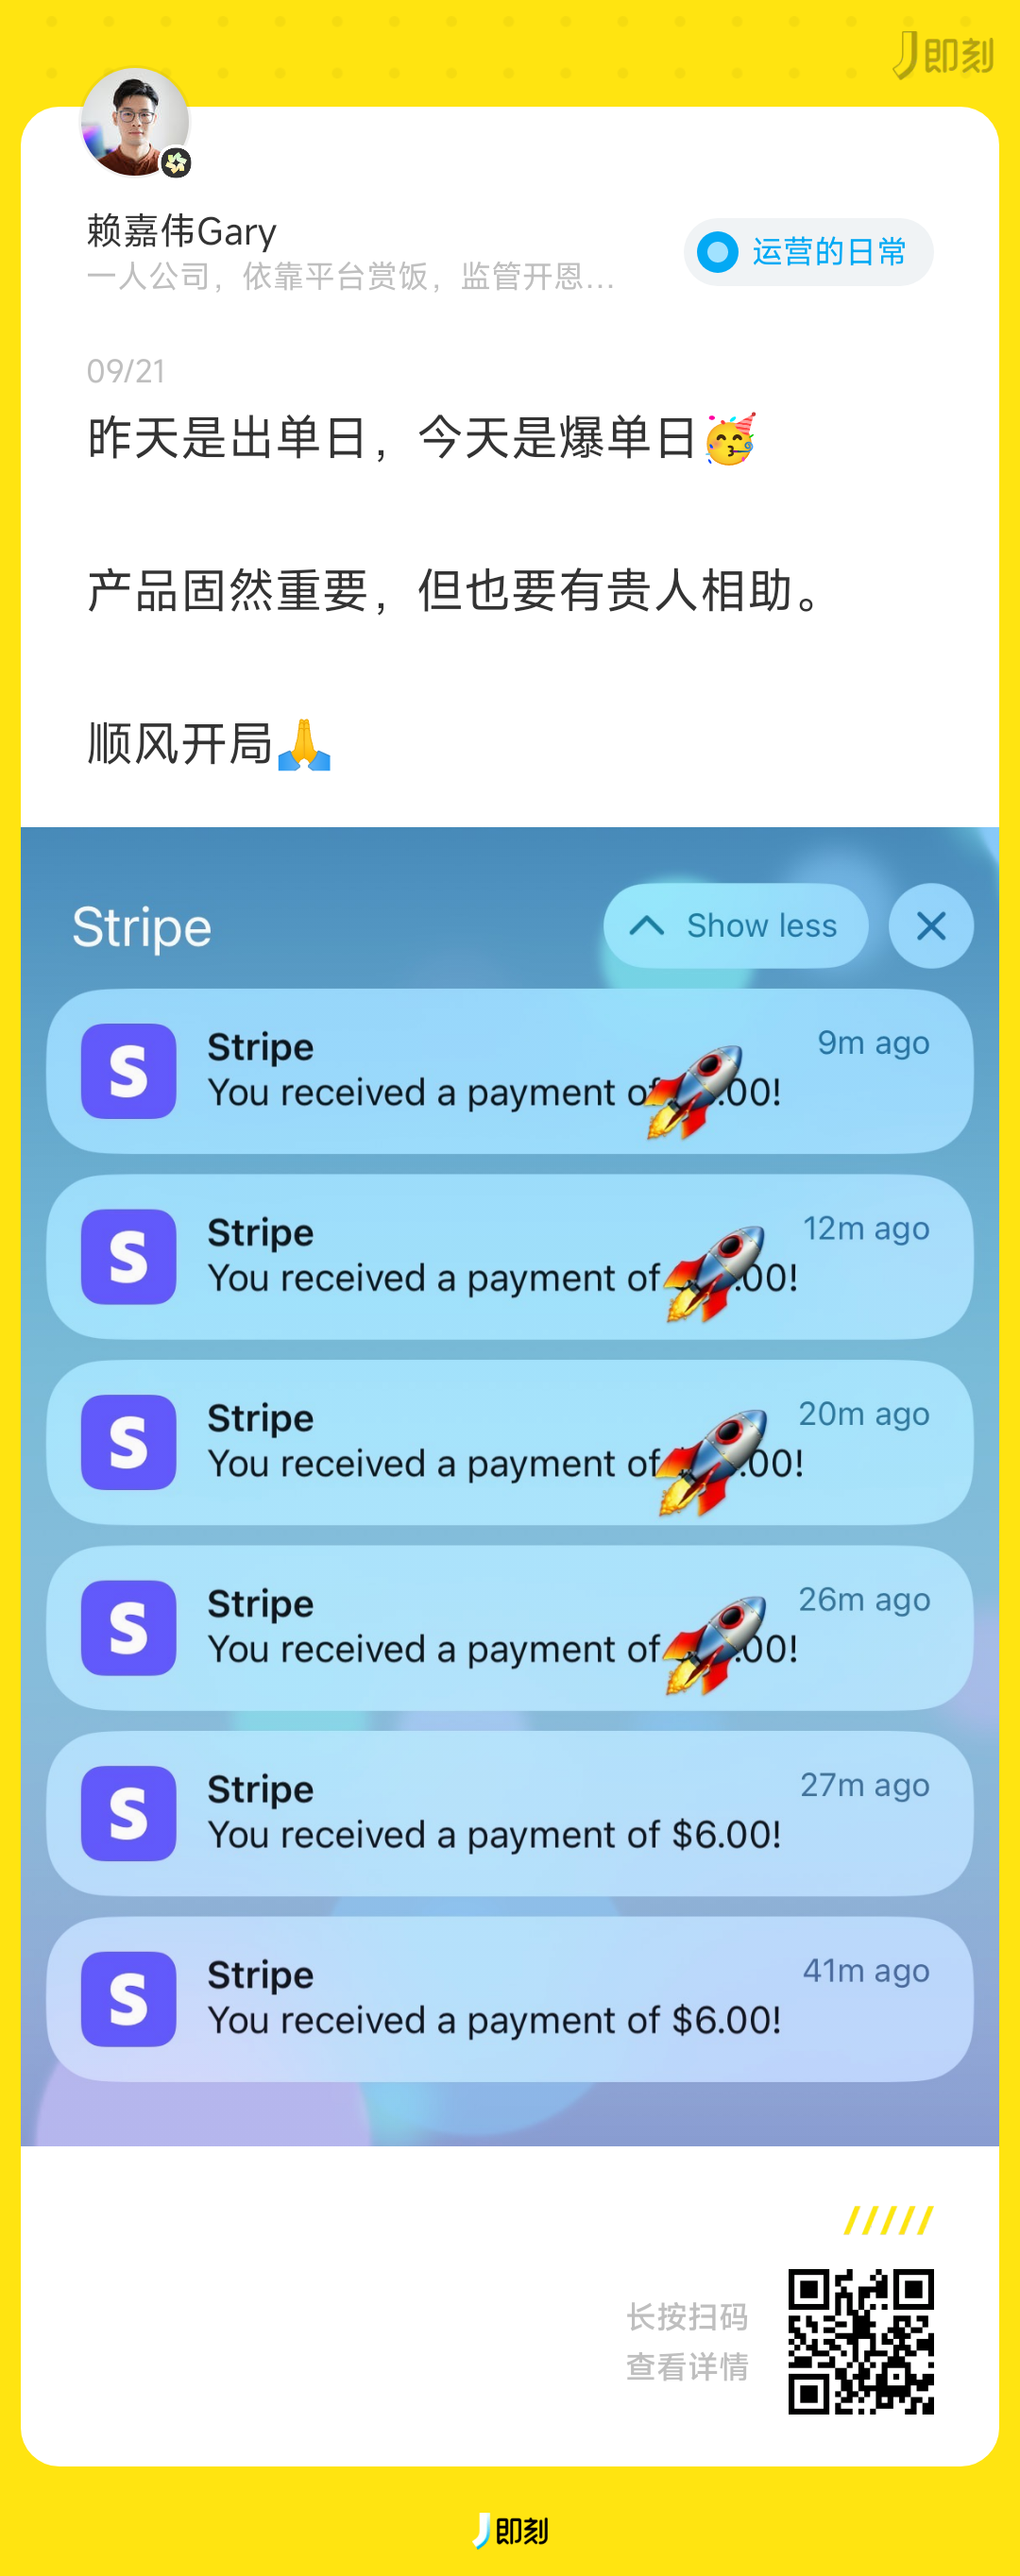 即刻
赖嘉伟Gary
一人公司，依靠平台赏饭，监管开恩...
运营的日常
09/21
昨天是出单日，今天是爆单日🥳
产品固然重要，但也要有贵人相助。
顺风开局🙏
Stripe
Show less
Stripe
9m ago
You received a payment of .00!
Stripe
12m ago
You received a payment of .00!
Stripe
20m ago
You received a payment of .00!
Stripe
26m ago
You received a payment of .00!
Stripe
27m ago
You received a payment of $6.00!
Stripe
41m ago
You received a payment of $6.00!
长按扫码
查看详情
即刻